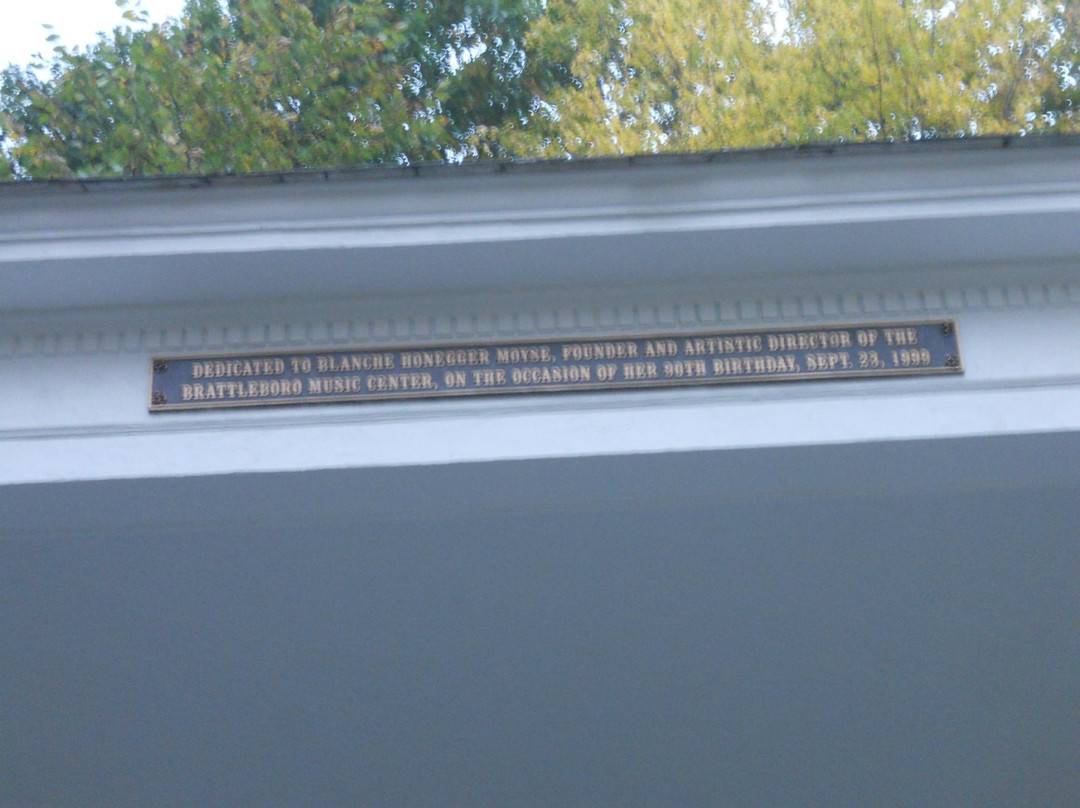 DEDICATED TO BLANCHE HONEGGER MOYSE, FOUNDER AND ARTISTIC DIRECTOR OF THE
BRATTLEBORO MUSIC CENTER, ON THE OCCASION OF HER 90TH BIRTHDAY, SEPT. 23, 1999